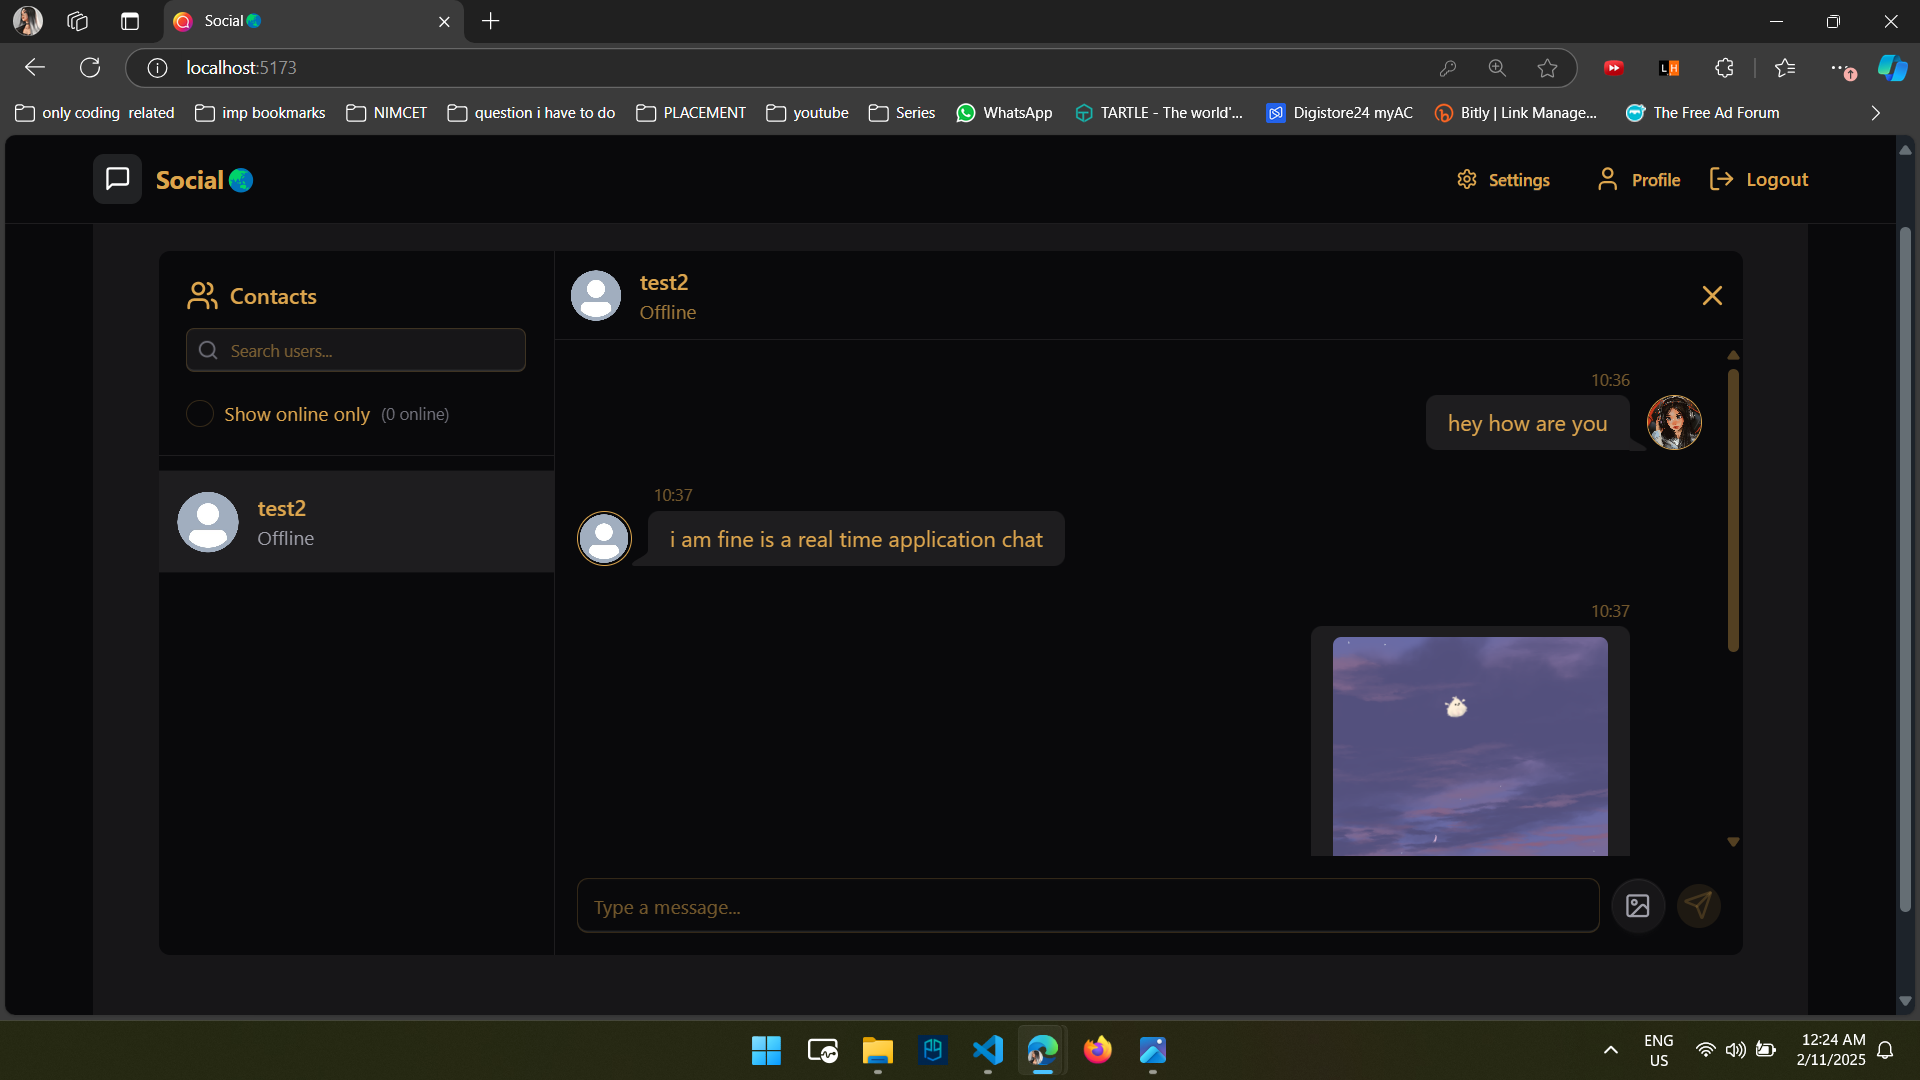 Social
localhost:5173
only coding related
imp bookmarks
NIMCET
question i have to do
PLACEMENT
youtube
Series
WhatsApp
TARTLE - The world'...
Digistore24 myAC
Bitly | Link Manage...
The Free Ad Forum
LH
Social
Settings
Profile
Logout
Contacts
Search users...
Show online only (0 online)
test2
Offline
test2
Offline
10:36
hey how are you
10:37
i am fine is a real time application chat
10:37
Type a message...
ENG
US
12:24 AM
2/11/2025